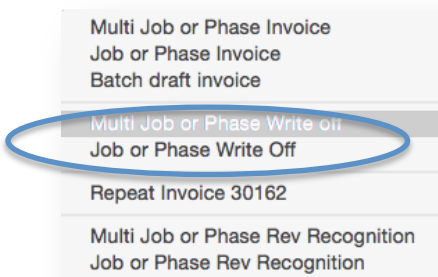 Multi Job or Phase Invoice
Job or Phase Invoice
Batch draft invoice
Multi Job or Phase Write off
Job or Phase Write Off
Repeat Invoice 30162
Multi Job or Phase Rev Recognition
Job or Phase Rev Recognition